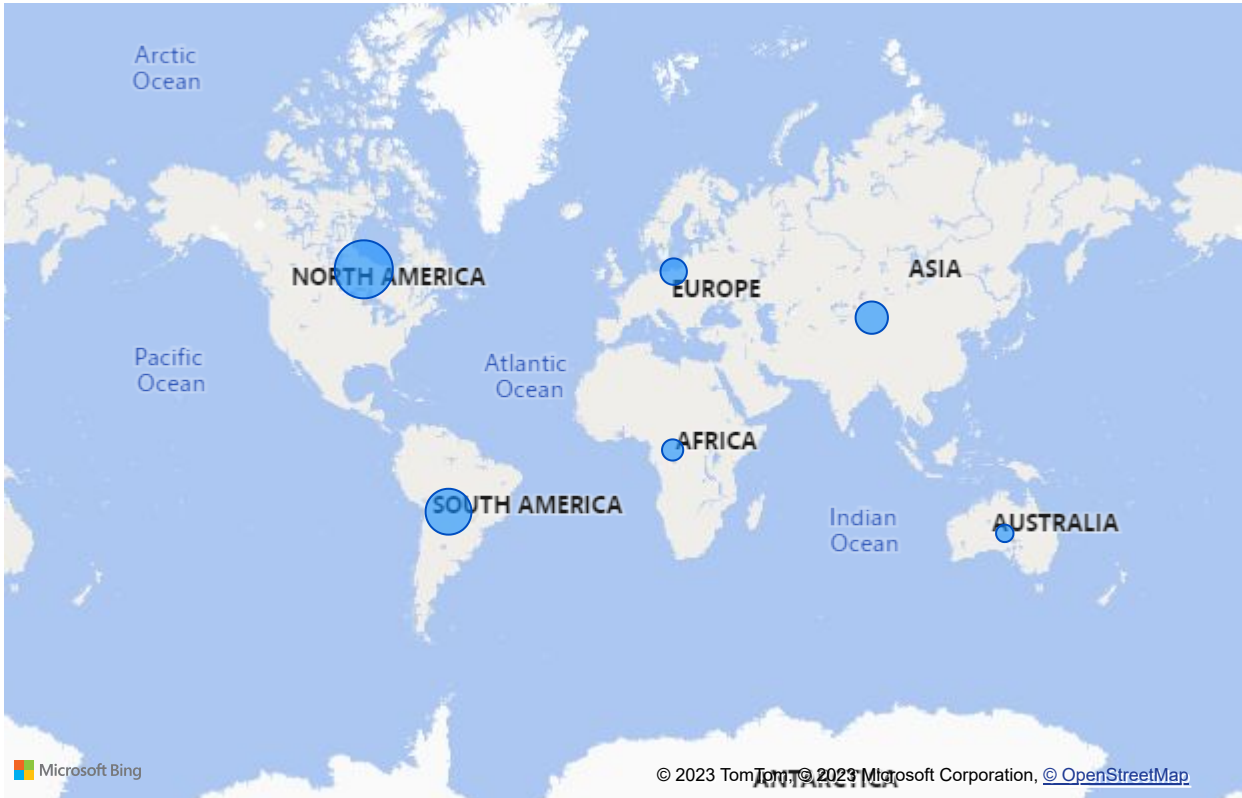 Arctic
Ocean
NORTH AMERICA
EUROPE
ASIA
Pacific
Ocean
Atlantic
Ocean
AFRICA
SOUTH AMERICA
Indian
Ocean
AUSTRALIA
ANTARCTICA
Microsoft Bing
© 2023 TomTom, © 2023 Microsoft Corporation, © OpenStreetMap